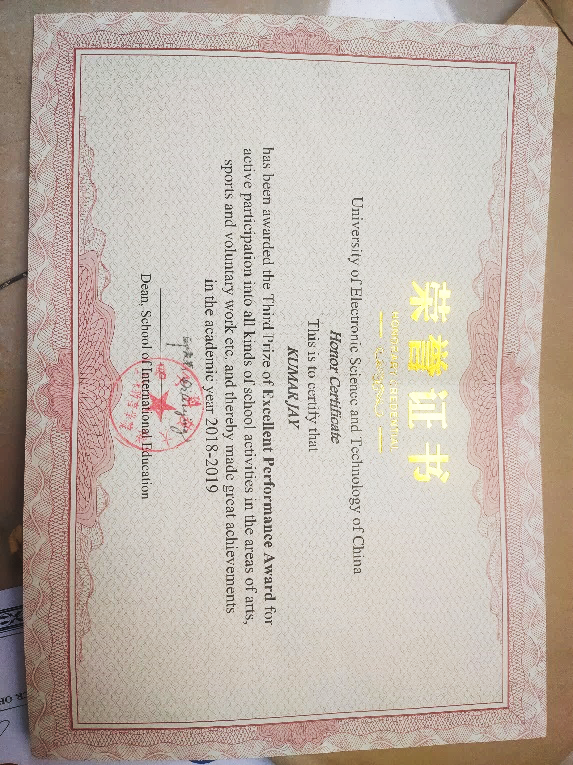 荣誉证书
HONORARY CREDENTIAL
University of Electronic Science and Technology of China
Honor Certificate
This is to certify that
KUMAR JAY
has been awarded the Third Prize of Excellent Performance Award for
active participation into all kinds of school activities in the areas of arts,
sports and voluntary work etc, and thereby made great achievements
in the academic year 2018-2019
Dean, School of International Education